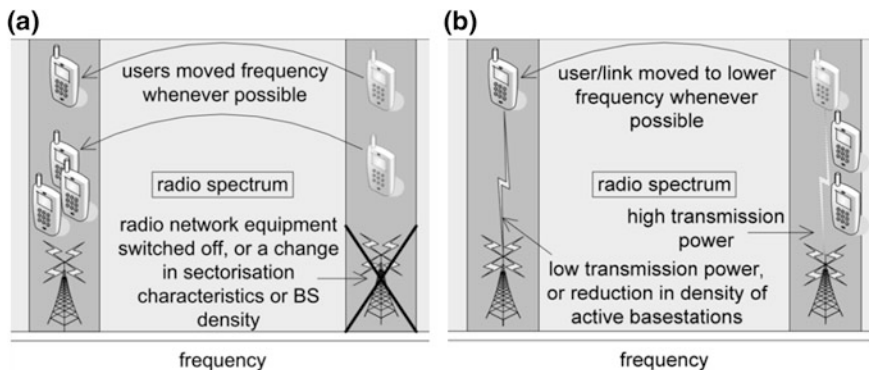 (a)
users moved frequency
whenever possible
radio spectrum
radio network equipment
switched off, or a change
in sectorisation
characteristics or BS
density
frequency
(b)
user/link moved to lower
frequency whenever
possible
radio spectrum
high transmission
power
low transmission power,
or reduction in density of
active basestations
frequency